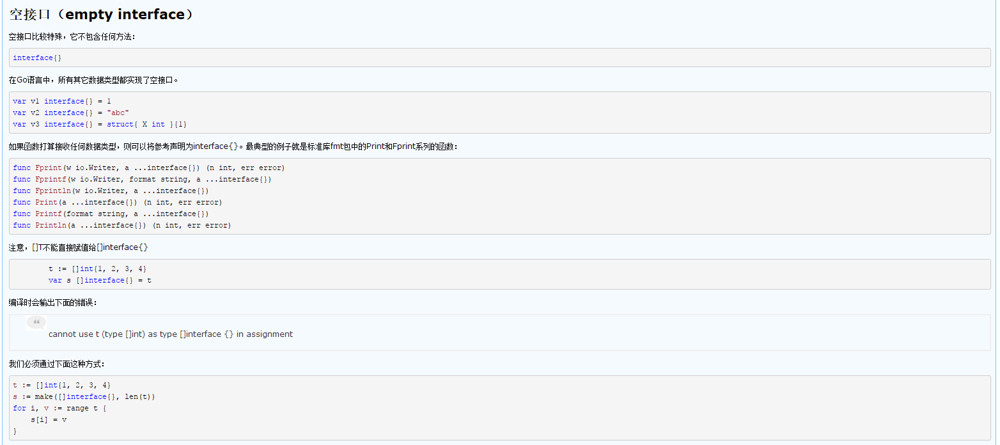 空接口（empty interface）
空接口比较特殊，它不包含任何方法：
interface{}
在Go语言中，所有其它数据类型都实现了空接口。
var v1 interface{} = 1
var v2 interface{} = "abc"
var v3 interface{} = struct{ X int }{1}
如果函数打算接收任何数据类型，则可以将参考声明为interface{}。最典型的例子就是标准库fmt包中的Print和Fprint系列的函数：
func Fprint(w io.Writer, a ...interface{}) (n int, err error)
func Fprintf(w io.Writer, format string, a ...interface{})
func Fprintln(w io.Writer, a ...interface{})
func Print(a ...interface{}) (n int, err error)
func Printf(format string, a ...interface{})
func Println(a ...interface{}) (n int, err error)
注意，[]T不能直接赋值给[]interface{}
t := []int{1, 2, 3, 4}
var s []interface{} = t
编译时会输出下面的错误：
“
cannot use t (type []int) as type []interface {} in assignment
我们必须通过下面这种方式：
t := []int{1, 2, 3, 4}
s := make([]interface{}, len(t))
for i, v := range t {
    s[i] = v
}